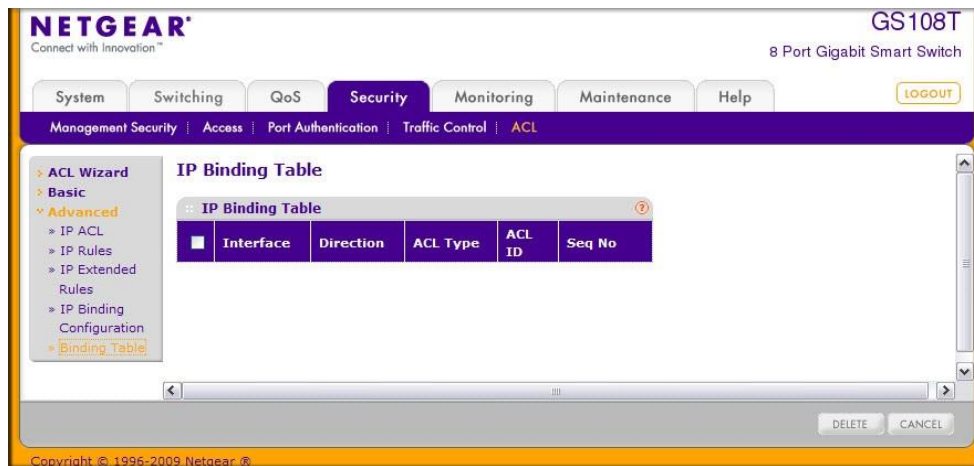 NETGEAR®
Connect with Innovation™
GS108T
8 Port Gigabit Smart Switch
System Switching QoS Security Monitoring Maintenance Help LOGOUT
Management Security | Access | Port Authentication | Traffic Control | ACL
ACL Wizard
Basic
Advanced
» IP ACL
» IP Rules
» IP Extended
Rules
» IP Binding
Configuration
» Binding Table
IP Binding Table
IP Binding Table ?
Interface Direction ACL Type ACL ID Seq No
DELETE CANCEL
Copyright © 1996-2009 Netgear ®